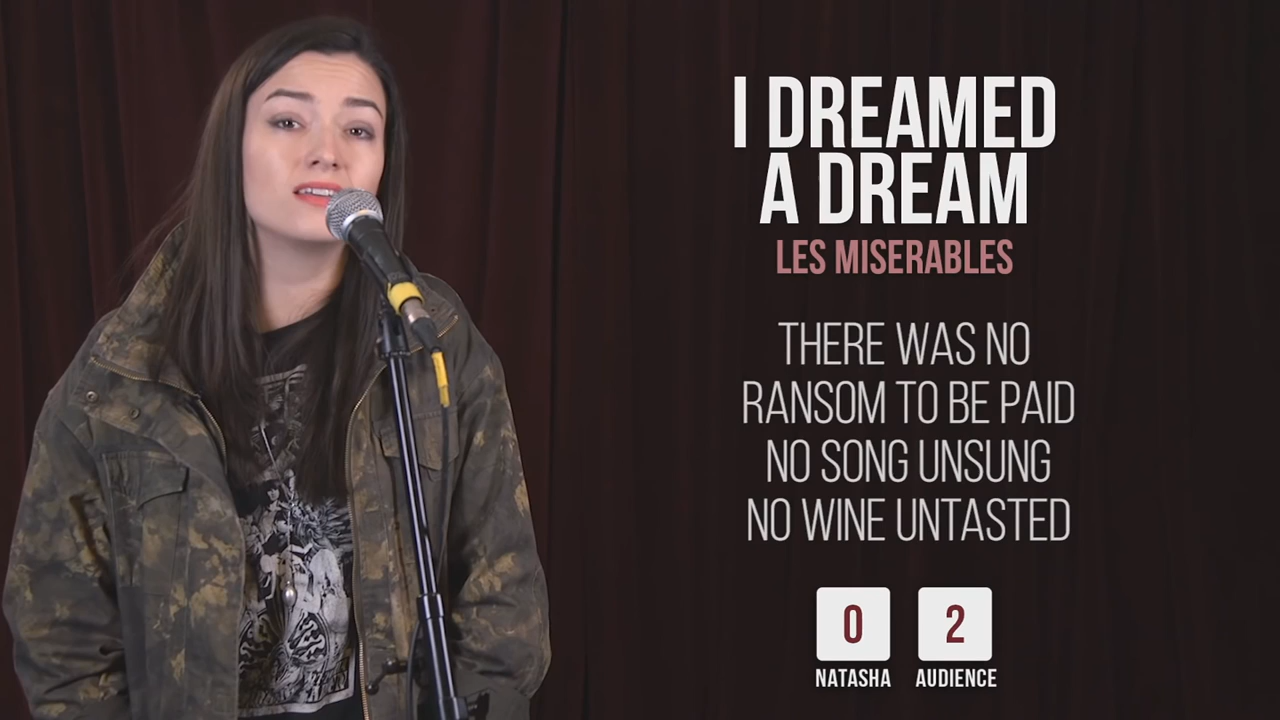 I DREAMED
A DREAM
LES MISERABLES
THERE WAS NO
RANSOM TO BE PAID
NO SONG UNSUNG
NO WINE UNTASTED
0 2
NATASHA AUDIENCE